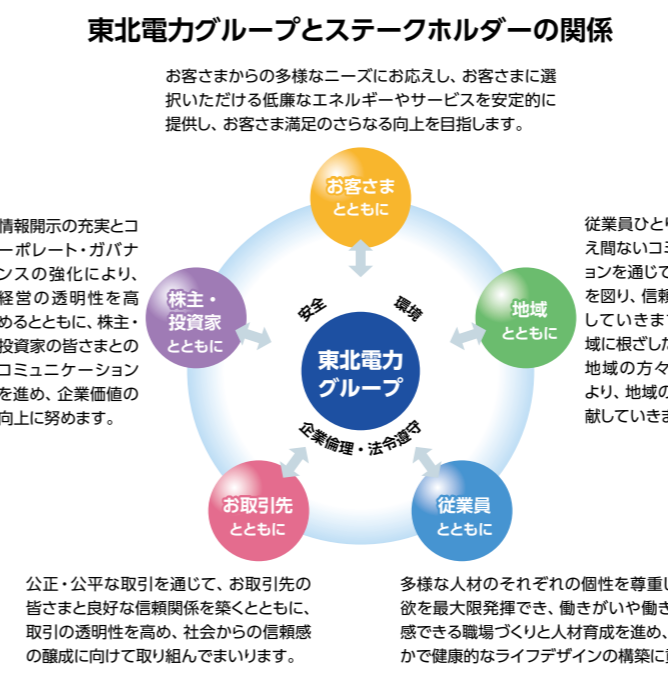 東北電力グループとステークホルダーの関係
お客さまからの多様なニーズにお応えし、お客さまに選
択いただける低廉なエネルギーやサービスを安定的に
提供し、お客さま満足のさらなる向上を目指します。
お客さま
とともに
情報開示の充実とコ
ーポレート・ガバナ
ンスの強化により、
経営の透明性を高
めるとともに、株主・
投資家の皆さまとの
コミュニケーション
を進め、企業価値の
向上に努めます。
株主・
投資家
とともに
安全
環境
東北電力
グループ
企業倫理・法令遵守
地域
とともに
従業員ひとり
え間ないコミ
ョンを通じて
を図り、信頼
していきます
域に根ざした
地域の方々
より、地域の
献していきま
お取引先
とともに
従業員
とともに
公正・公平な取引を通じて、お取引先の
皆さまと良好な信頼関係を築くとともに、
取引の透明性を高め、社会からの信頼感
の醸成に向けて取り組んでまいります。
多様な人材のそれぞれの個性を尊重し
欲を最大限発揮でき、働きがいや働き
感できる職場づくりと人材育成を進め、
かで健康的なライフデザインの構築に